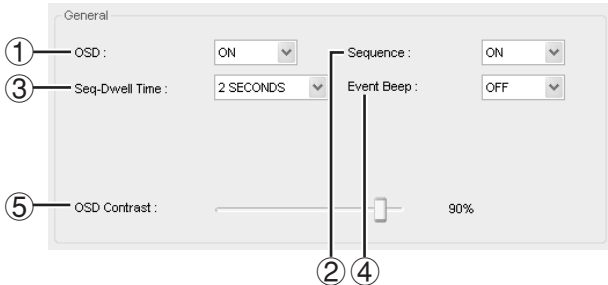 General
① OSD : ON ② Sequence : ON
③ Seq-Dwell Time : 2 SECONDS Event Beep : OFF
⑤ OSD Contrast : 90%
② ④